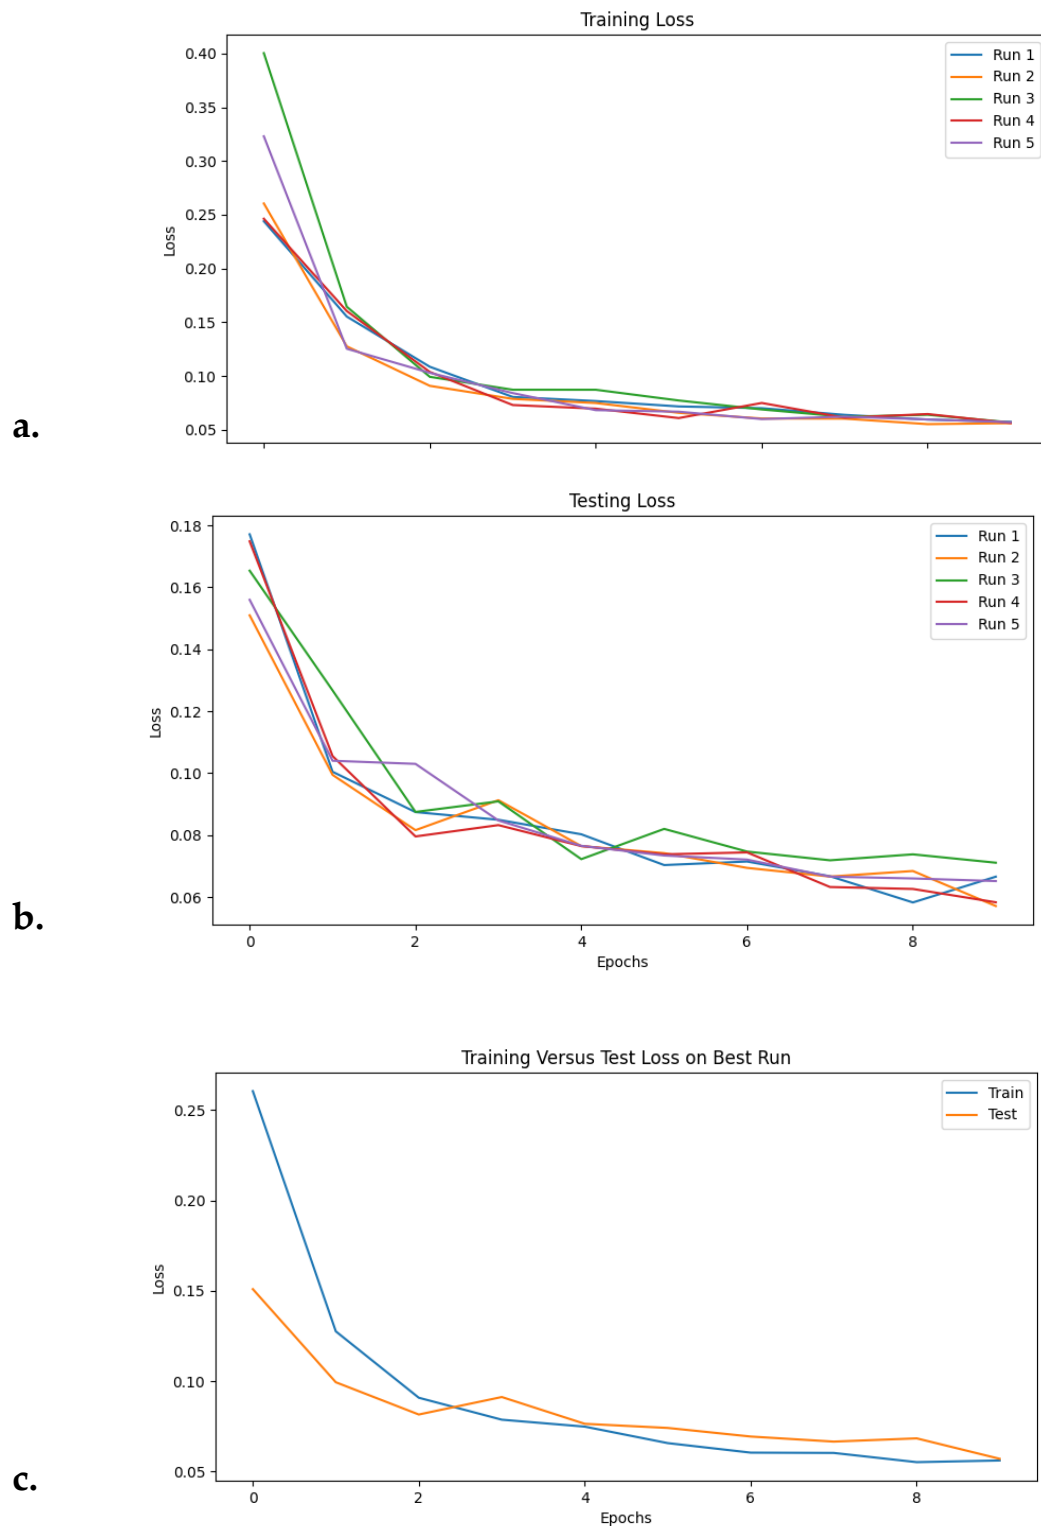 Training Loss
0.40
0.35
0.30
0.25
0.20
0.15
0.10
0.05
Loss
Run 1
Run 2
Run 3
Run 4
Run 5
a.
Testing Loss
0.18
0.16
0.14
0.12
0.10
0.08
0.06
Loss
Run 1
Run 2
Run 3
Run 4
Run 5
0 2 4 6 8
Epochs
b.
Training Versus Test Loss on Best Run
0.25
0.20
0.15
0.10
0.05
Loss
Train
Test
0 2 4 6 8
Epochs
c.